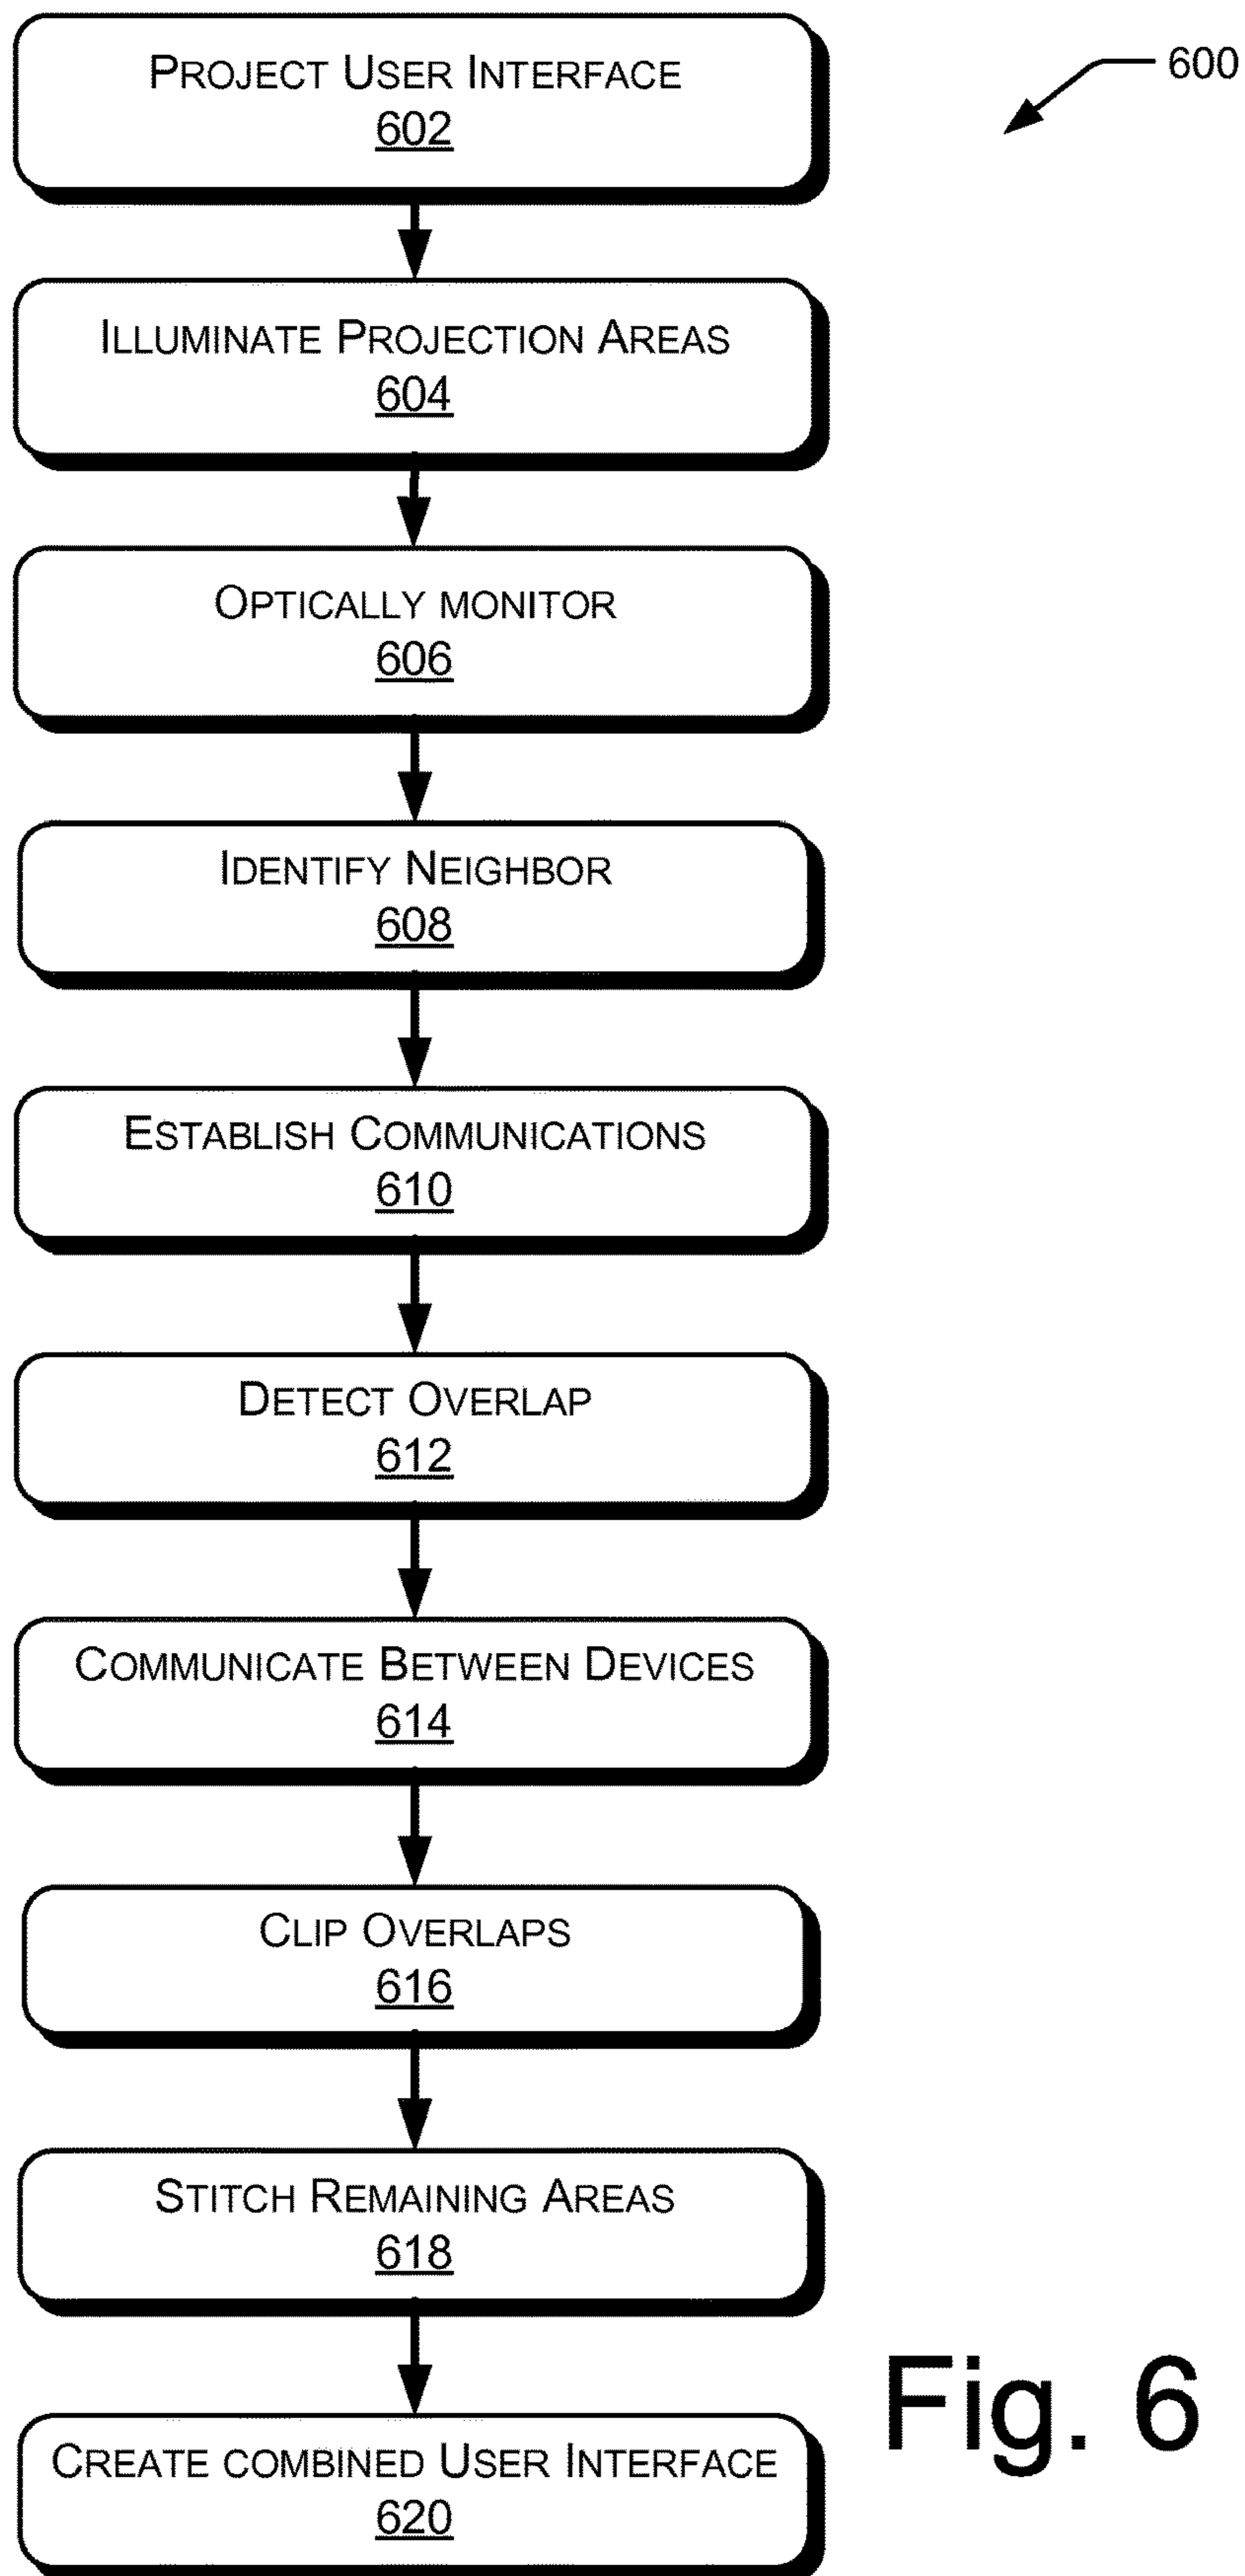 PROJECT USER INTERFACE
602
600
ILLUMINATE PROJECTION AREAS
604
OPTICALLY MONITOR
606
IDENTIFY NEIGHBOR
608
ESTABLISH COMMUNICATIONS
610
DETECT OVERLAP
612
COMMUNICATE BETWEEN DEVICES
614
CLIP OVERLAPS
616
STITCH REMAINING AREAS
618
CREATE COMBINED USER INTERFACE
620
Fig. 6